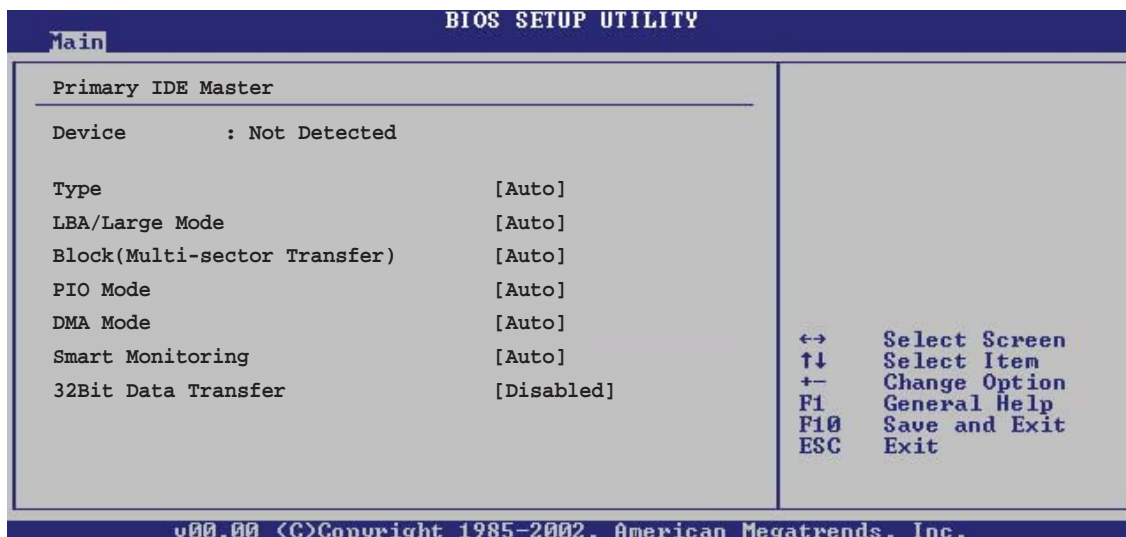 BIOS SETUP UTILITY
Main
Primary IDE Master
Device : Not Detected
Type [Auto]
LBA/Large Mode [Auto]
Block(Multi-sector Transfer) [Auto]
PIO Mode [Auto]
DMA Mode [Auto]
Smart Monitoring [Auto]
32Bit Data Transfer [Disabled]
←→ Select Screen
↑↓ Select Item
+- Change Option
F1 General Help
F10 Save and Exit
ESC Exit
v00.00 (C)Copyright 1985-2002, American Megatrends, Inc.